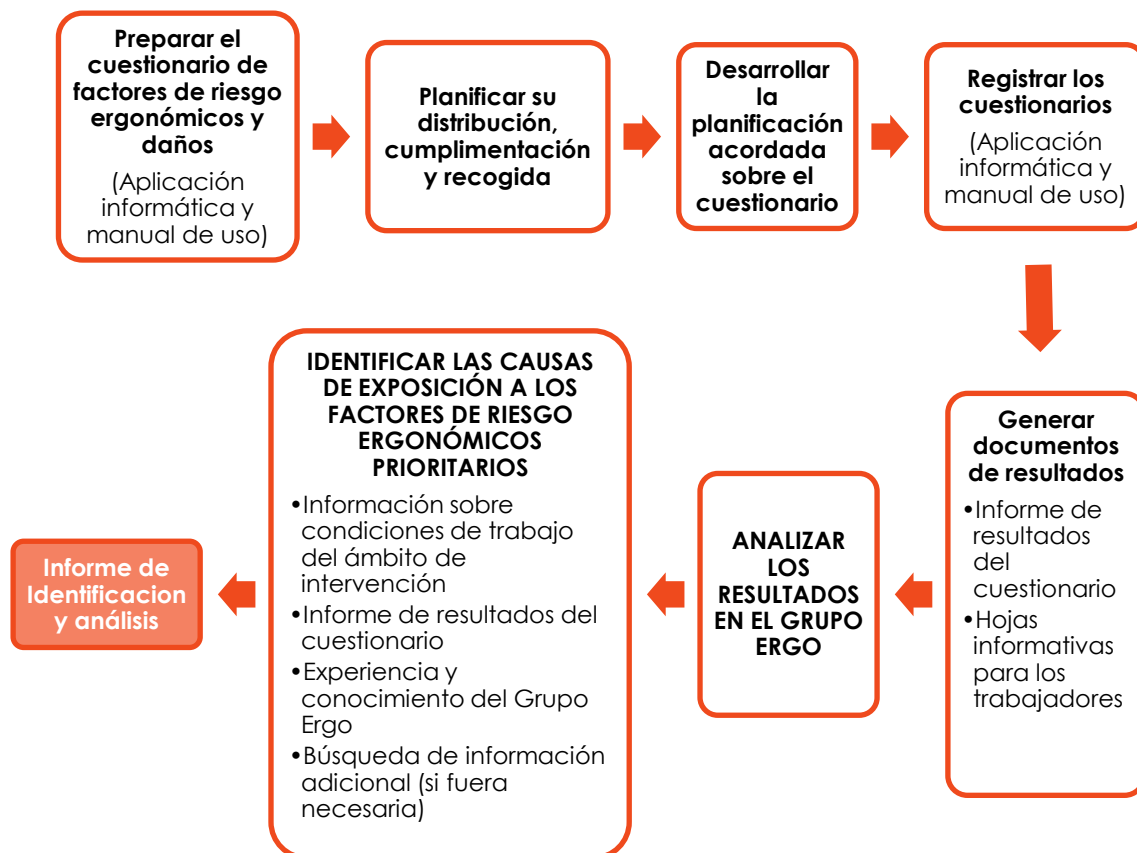 Preparar el
cuestionario de
factores de riesgo
ergonómicos y
daños
(Aplicación
informática y
manual de uso)
Planificar su
distribución,
cumplimentación
y recogida
Desarrollar
la
planificación
acordada
sobre el
cuestionario
Registrar los
cuestionarios
(Aplicación
informática y
manual de uso)
Generar
documentos
de resultados
•Informe de
resultados
del
cuestionario
•Hojas
informativas
para los
trabajadores
ANALIZAR
LOS
RESULTADOS
EN EL GRUPO
ERGO
IDENTIFICAR LAS CAUSAS
DE EXPOSICIÓN A LOS
FACTORES DE RIESGO
ERGONÓMICOS
PRIORITARIOS
•Información sobre
condiciones de trabajo
del ámbito de
intervención
•Informe de resultados del
cuestionario
•Experiencia y
conocimiento del Grupo
Ergo
•Búsqueda de información
adicional (si fuera
necesaria)
Informe de
Identificacion
y análisis